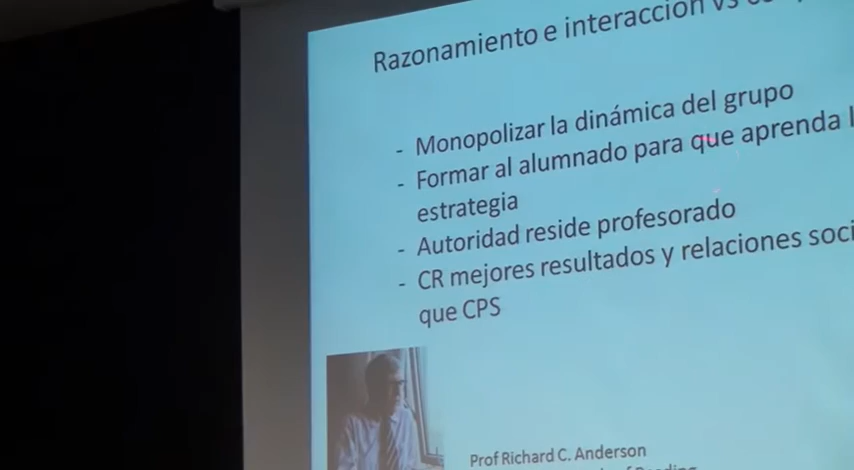 Razonamiento e interacción vs
- Monopolizar la dinámica del grupo
- Formar al alumnado para que aprenda
estrategia
- Autoridad reside profesorado
- CR mejores resultados y relaciones soci
que CPS
Prof Richard C. Anderson